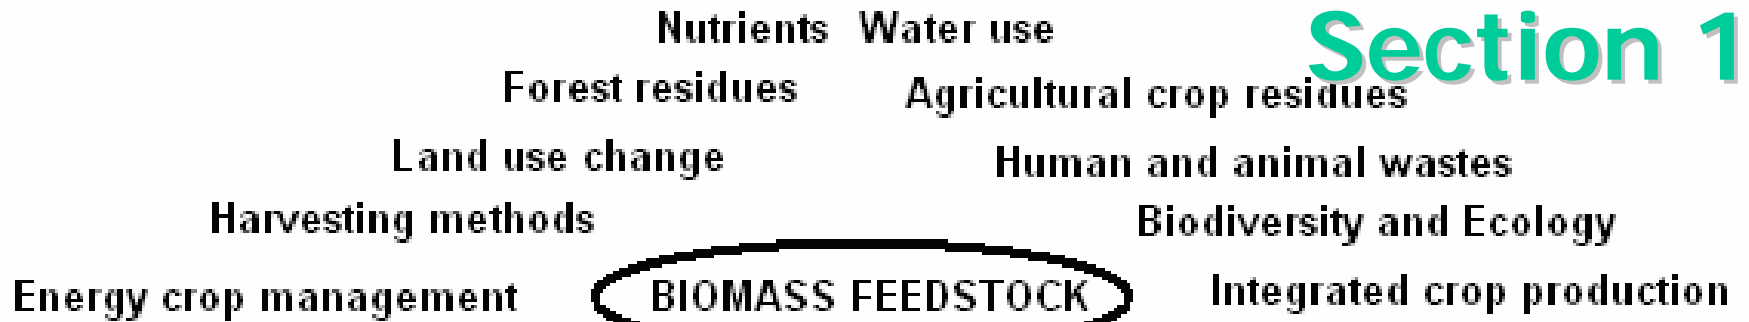 Nutrients Water use
Section 1
Forest residues
Agricultural crop residues
Land use change
Human and animal wastes
Harvesting methods
Biodiversity and Ecology
Energy crop management
BIOMASS FEEDSTOCK
Integrated crop production